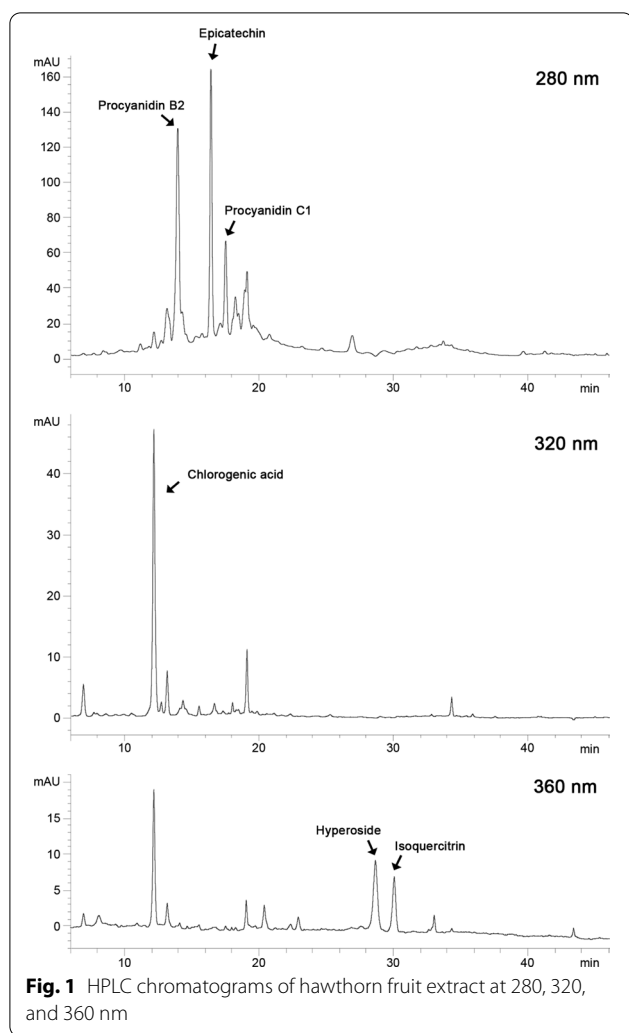 Epicatechin
mAU
280 nm
160
Procyanidin B2
140
120
100
80
Procyanidin C1
60
40
20
0
10 20 30 40 min
mAU
320 nm
40
Chlorogenic acid
30
20
10
0
10 20 30 40 min
mAU
360 nm
15
Hyperoside
10
Isoquercitrin
5
0
10 20 30 40 min
Fig. 1 HPLC chromatograms of hawthorn fruit extract at 280, 320,
and 360 nm